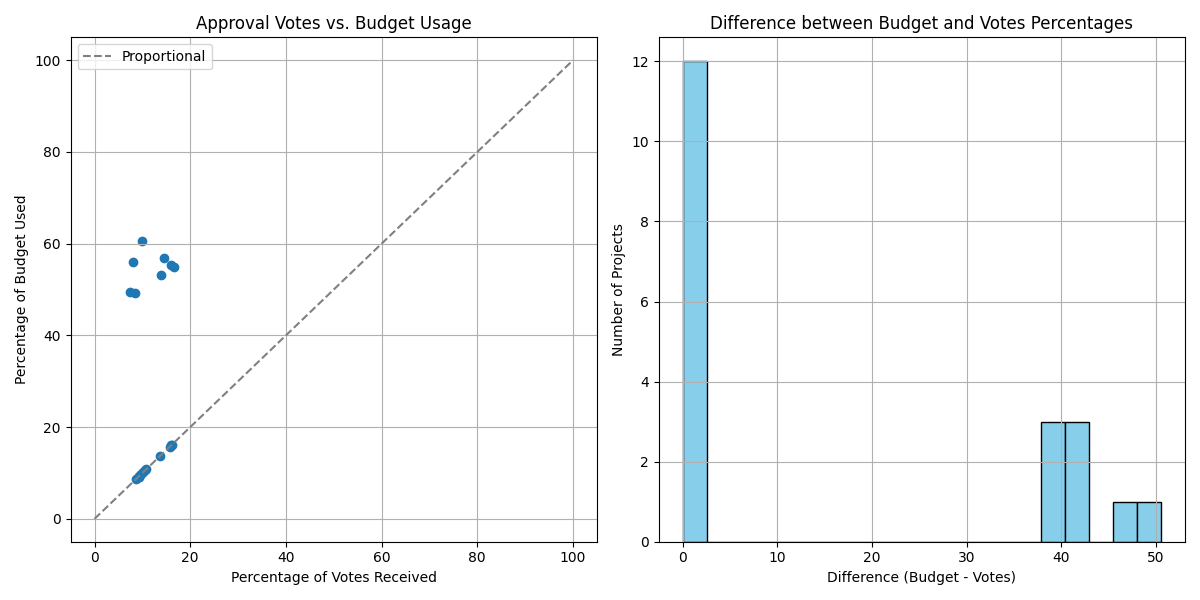 Approval Votes vs. Budget Usage
Proportional
100
80
60
40
20
0
Percentage of Budget Used
0 20 40 60 80 100
Percentage of Votes Received
Difference between Budget and Votes Percentages
12
10
8
6
4
2
0
Number of Projects
0 10 20 30 40 50
Difference (Budget - Votes)